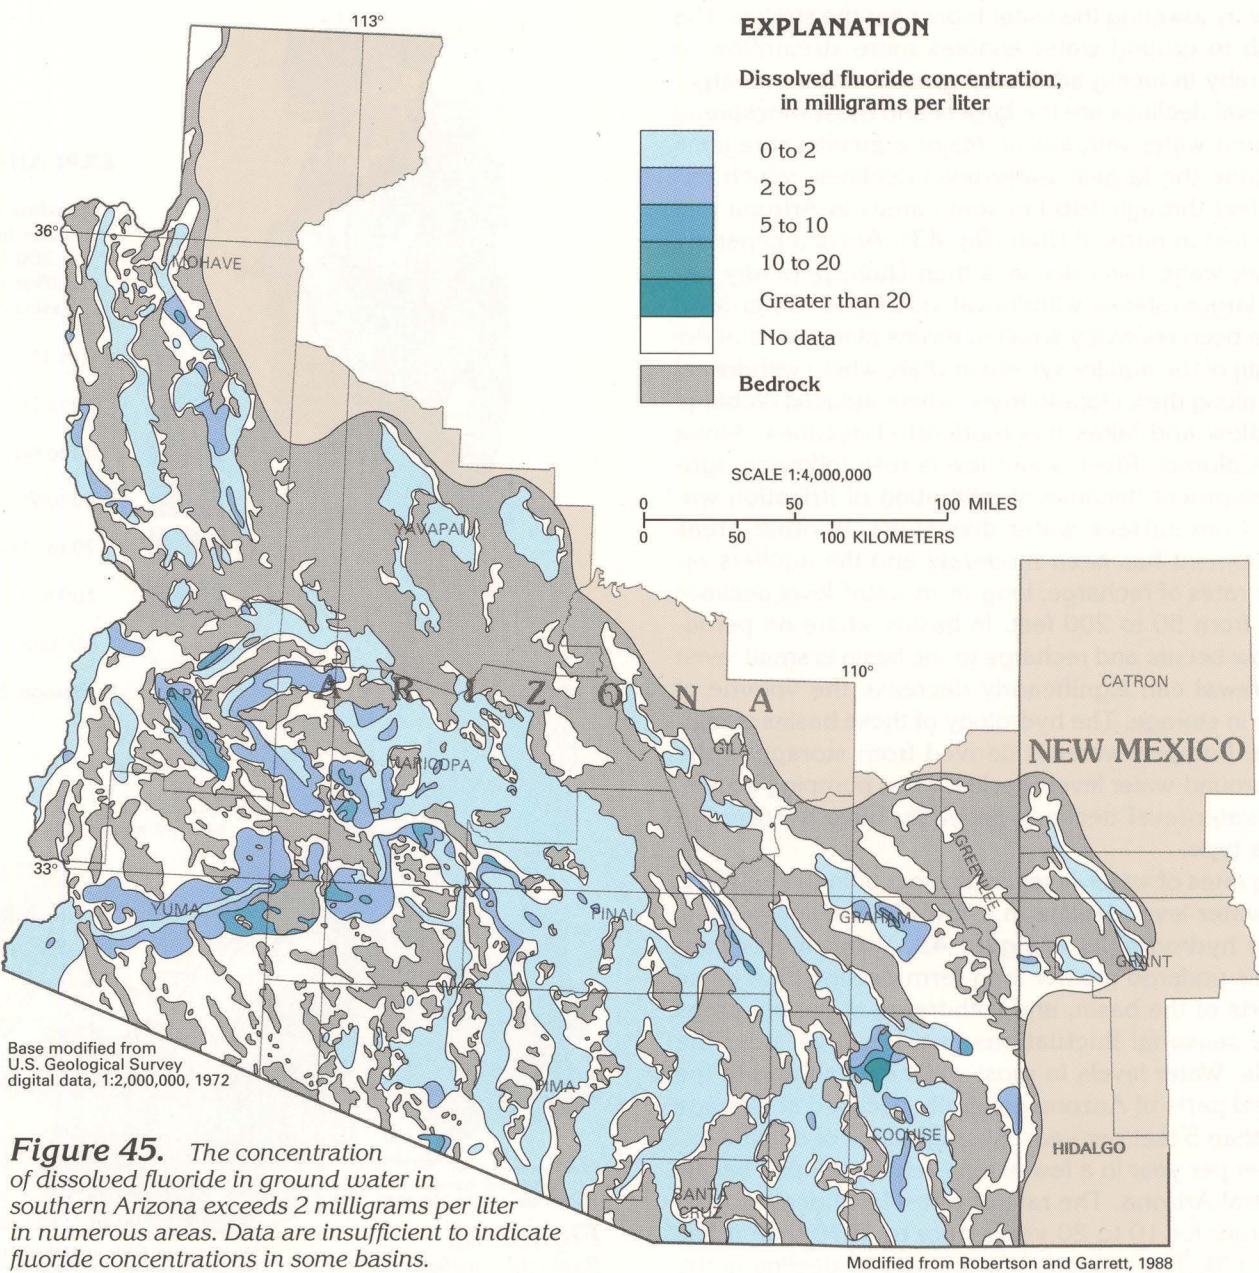 113°
EXPLANATION
Dissolved fluoride concentration,
in milligrams per liter
0 to 2
2 to 5
5 to 10
10 to 20
Greater than 20
No data
Bedrock
36°
MOHAVE
SCALE 1:4,000,000
0 50 100 MILES
0 50 100 KILOMETERS
YAVAPAI
110°
CATRON
LA PAZ
ARIZONA
GILA
NEW MEXICO
MARICOPA
33°
GREENLEE
YUMA
PINAL
GRAHAM
GRANT
Base modified from
U.S. Geological Survey
digital data, 1:2,000,000, 1972
PIMA
COCHISE
HIDALGO
SANTA
CRUZ
Figure 45. The concentration
of dissolved fluoride in ground water in
southern Arizona exceeds 2 milligrams per liter
in numerous areas. Data are insufficient to indicate
fluoride concentrations in some basins.
Modified from Robertson and Garrett, 1988